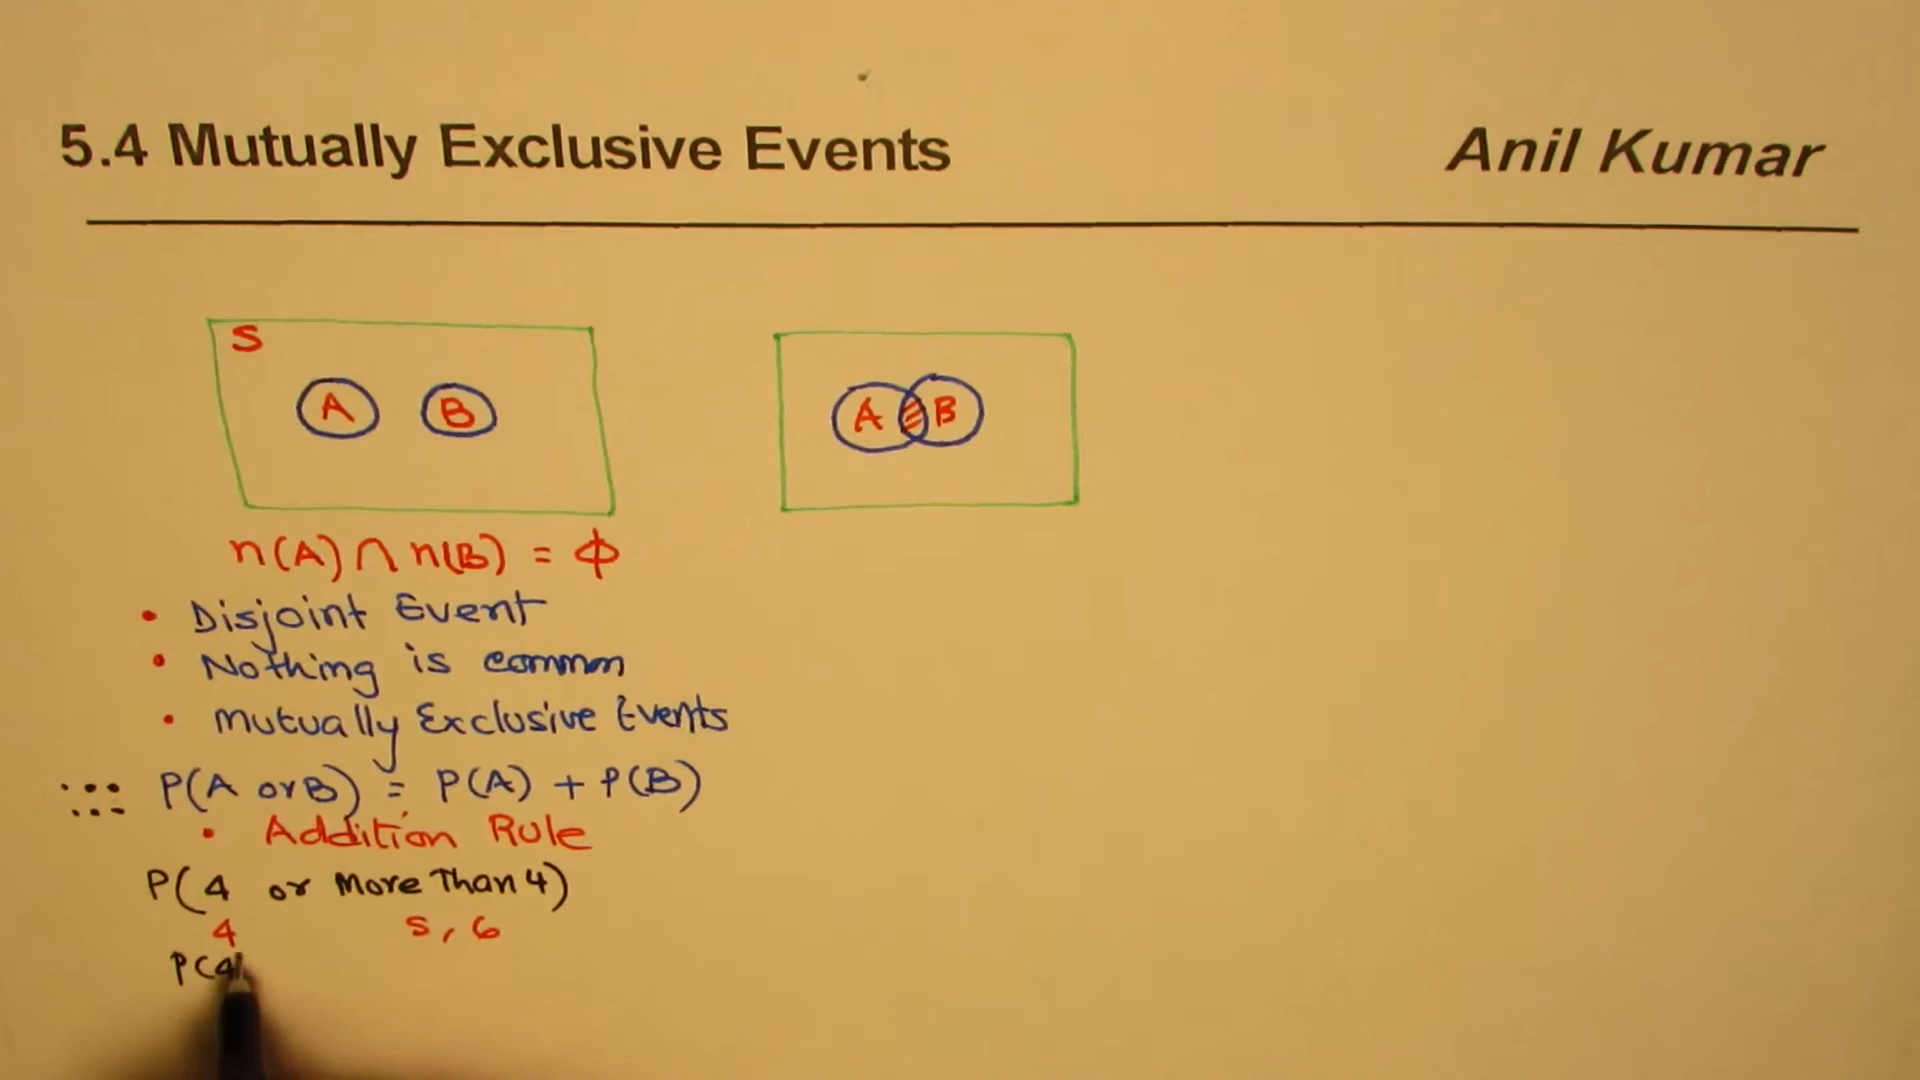 5.4 Mutually Exclusive Events
Anil Kumar
S
A
B
A
B
n(A) ∩ n(B) = ϕ
• Disjoint Event
• Nothing is common
• Mutually Exclusive Events
P(A or B) = P(A) + P(B)
• Addition Rule
P(4 or More Than 4)
4 5, 6
P(4